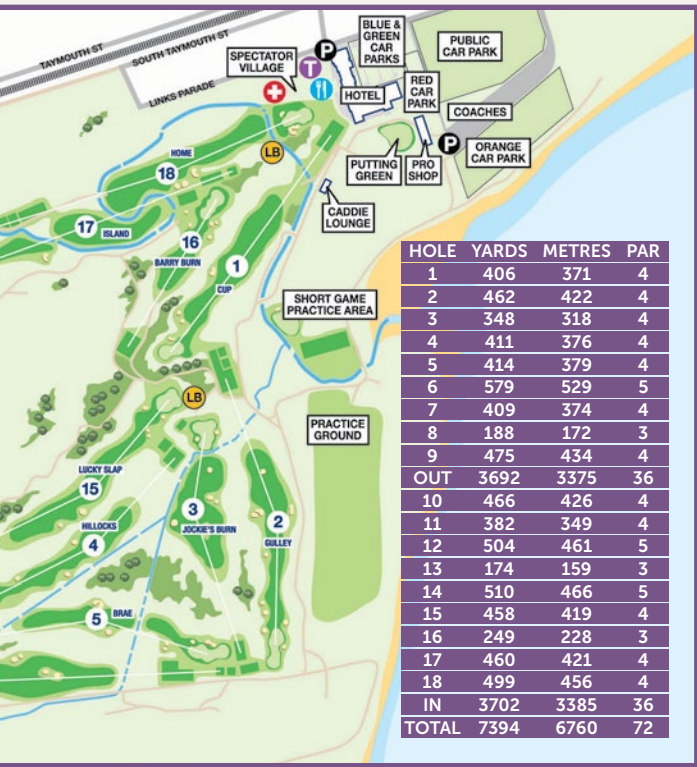 TAYMOUTH ST
SOUTH TAYMOUTH ST
LINKS PARADE
SPECTATOR
VILLAGE
P
T
BLUE &
GREEN
CAR
PARKS
PUBLIC
CAR PARK
HOTEL
RED
CAR
PARK
COACHES
P
ORANGE
CAR PARK
PUTTING
GREEN
PRO
SHOP
CADDIE
LOUNGE
HOME
18
LB
17
ISLAND
16
BARRY BURN
1
CUP
SHORT GAME
PRACTICE AREA
LB
PRACTICE
GROUND
LUCKY SLAP
15
HILLOCKS
4
3
JOCKIE'S BURN
2
GULLEY
5
BRAE
HOLE YARDS METRES PAR
1 406 371 4
2 462 422 4
3 348 318 4
4 411 376 4
5 414 379 4
6 579 529 5
7 409 374 4
8 188 172 3
9 475 434 4
OUT 3692 3375 36
10 466 426 4
11 382 349 4
12 504 461 5
13 174 159 3
14 510 466 5
15 458 419 4
16 249 228 3
17 460 421 4
18 499 456 4
IN 3702 3385 36
TOTAL 7394 6760 72